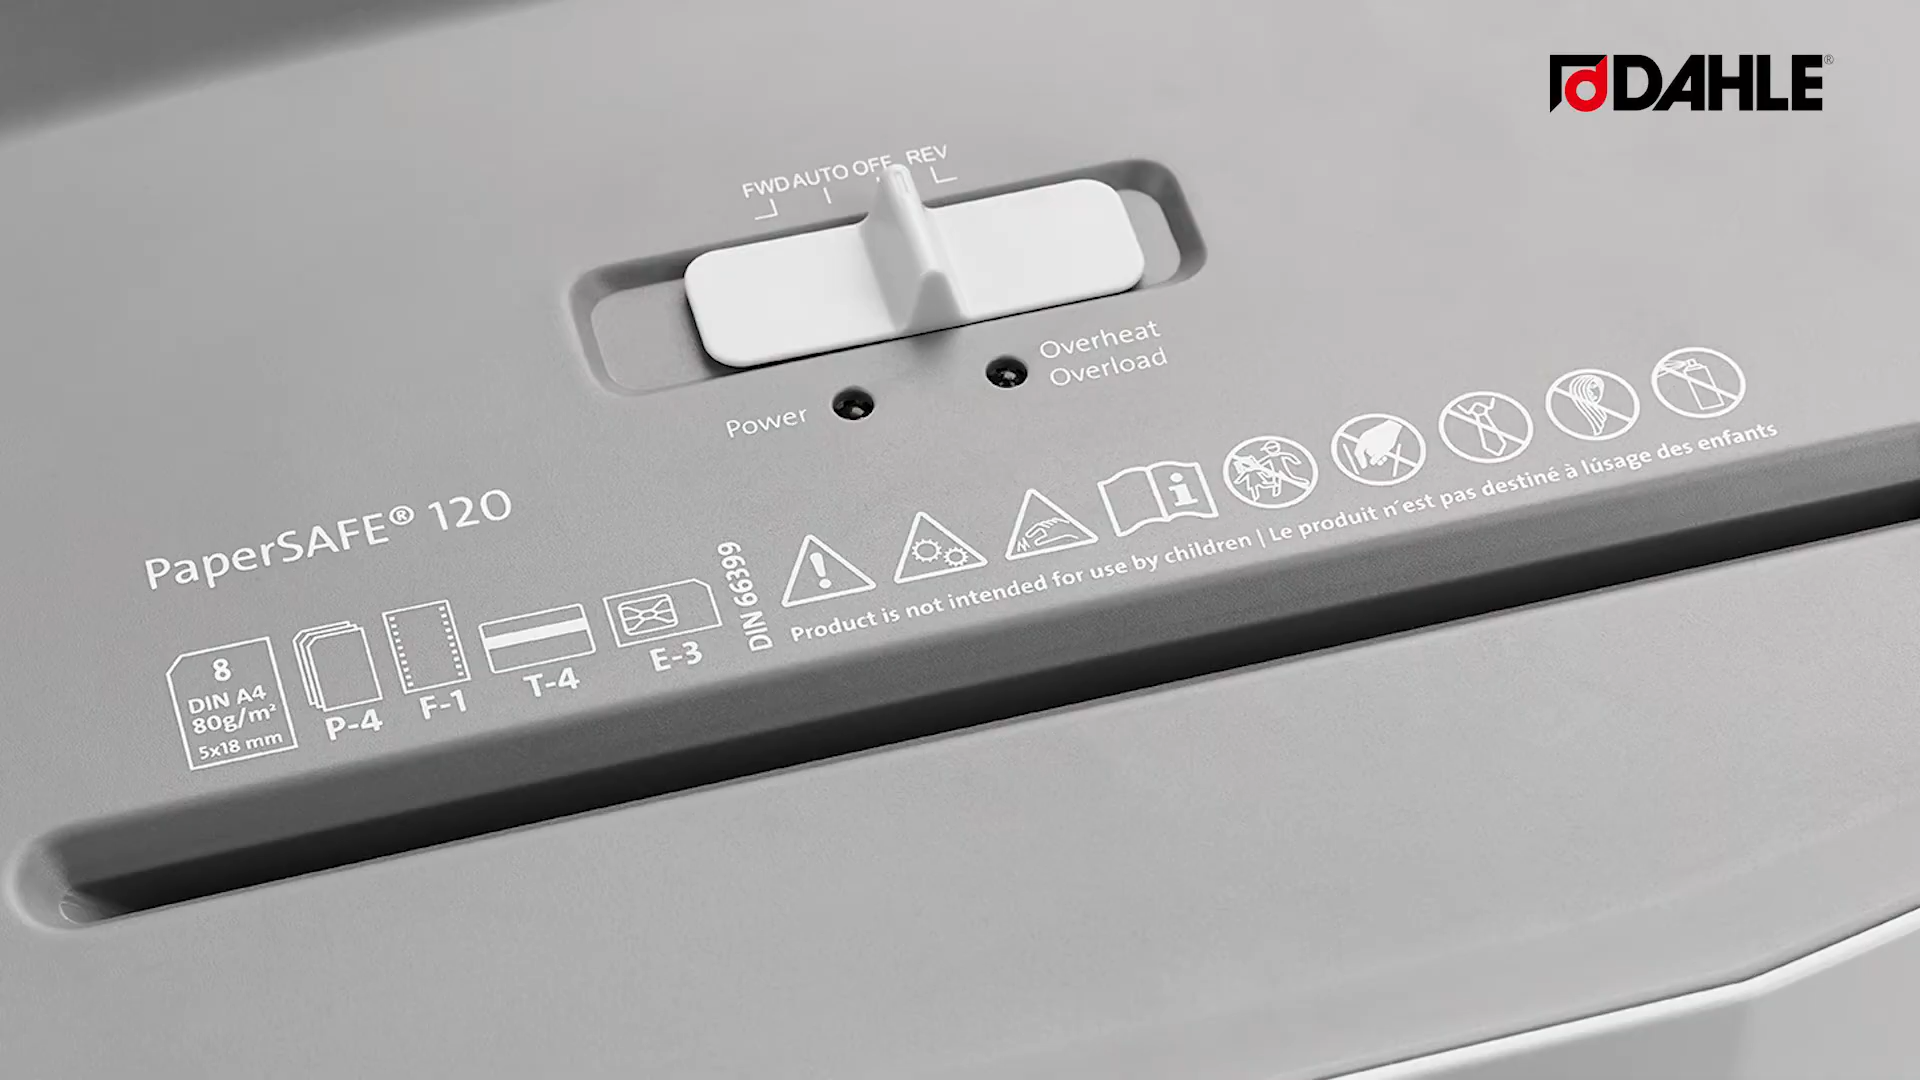 DAHLE®
FWD AUTO OFF REV
Overheat
Overload
Power
PaperSAFE® 120
8
DIN A4
80g/m²
5x18 mm
P-4
F-1
T-4
E-3
DIN 66399
Product is not intended for use by children | Le produit n´est pas destiné à lúsage des enfants